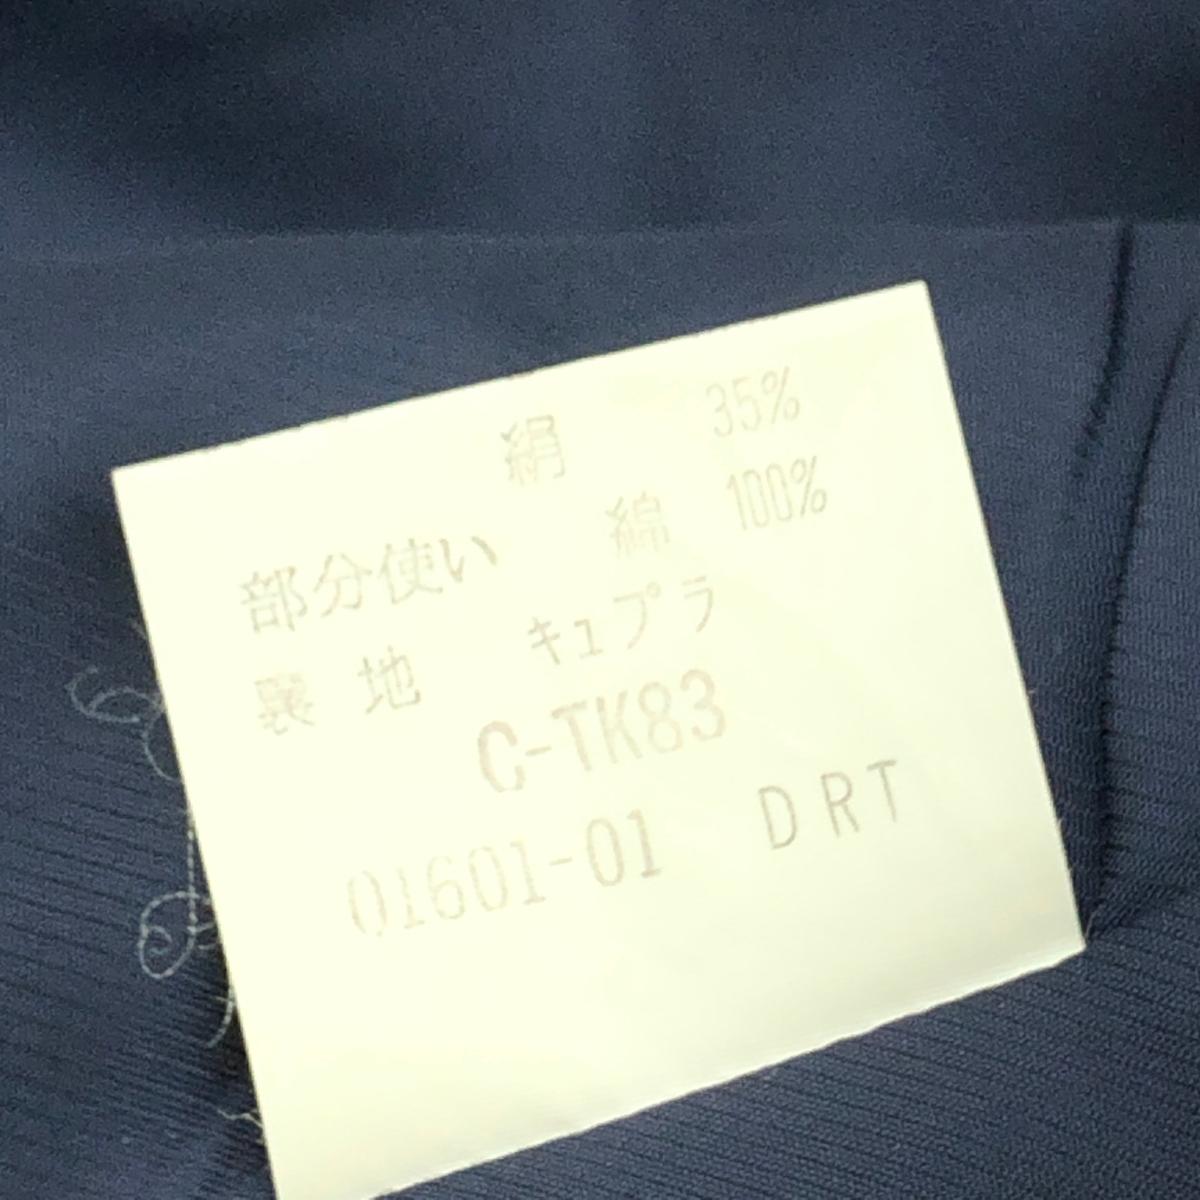 絹 35%
部分使い 綿 100%
裏地 キュプラ
C-TK83
01601-01 DRT